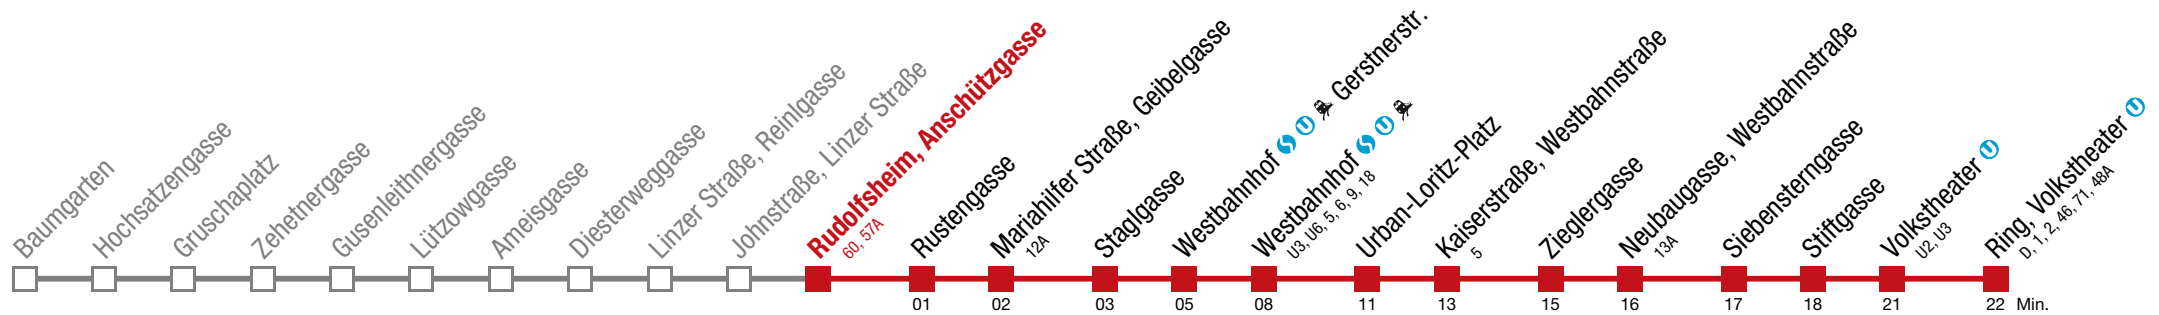 Baumgarten
Hochsatzengasse
Gruschaplatz
Zehetnergasse
Gusenleithnergasse
Lützowgasse
Ameisgasse
Diesterweggasse
Linzer Straße, Reinlgasse
Johnstraße, Linzer Straße
Rudolfsheim, Anschützgasse
60, 57A
Rustengasse
01
Mariahilfer Straße, Geibelgasse
12A
02
Staglgasse
03
Westbahnhof S U Gerstnerstr.
05
Westbahnhof S U
U3, U6, 5, 6, 9, 18
08
Urban-Loritz-Platz
11
Kaiserstraße, Westbahnstraße
5
13
Zieglergasse
15
Neubaugasse, Westbahnstraße
13A
16
Siebensterngasse
17
Stiftgasse
18
Volkstheater U
U2, U3
21
Ring, Volkstheater U
D, 1, 2, 46, 71, 48A
22 Min.